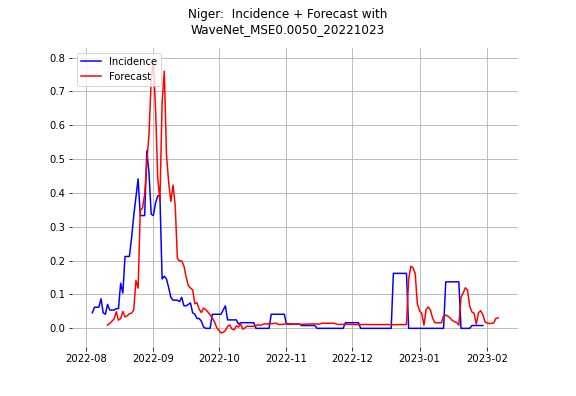 Niger: Incidence + Forecast with
WaveNet_MSE0.0050_20221023
Incidence
Forecast
0.8
0.7
0.6
0.5
0.4
0.3
0.2
0.1
0.0
2022-08 2022-09 2022-10 2022-11 2022-12 2023-01 2023-02